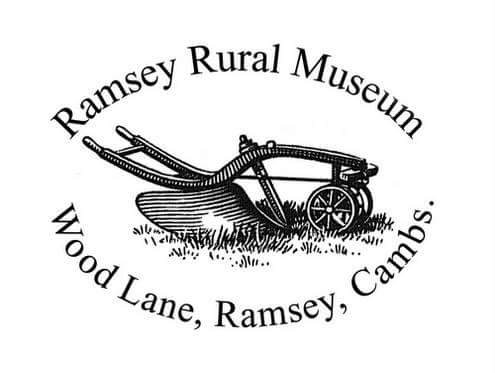 Ramsey Rural Museum
Wood Lane, Ramsey, Cambs.